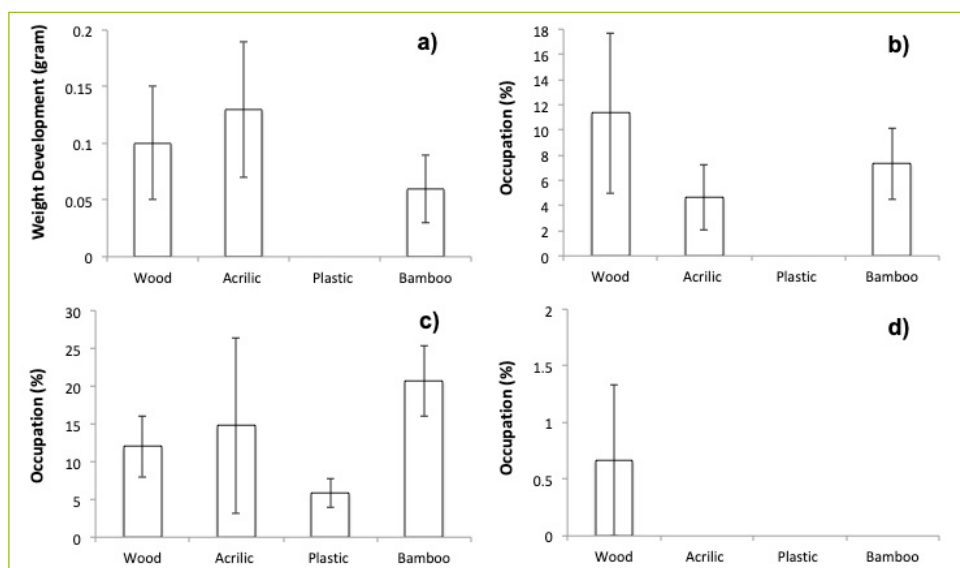 a)
Weight Development (gram)
0.2
0.15
0.1
0.05
0
Wood Acrilic Plastic Bamboo
b)
Occupation (%)
18
16
14
12
10
8
6
4
2
0
Wood Acrilic Plastic Bamboo
c)
Occupation (%)
30
25
20
15
10
5
0
Wood Acrilic Plastic Bamboo
d)
Occupation (%)
2
1.5
1
0.5
0
Wood Acrilic Plastic Bamboo